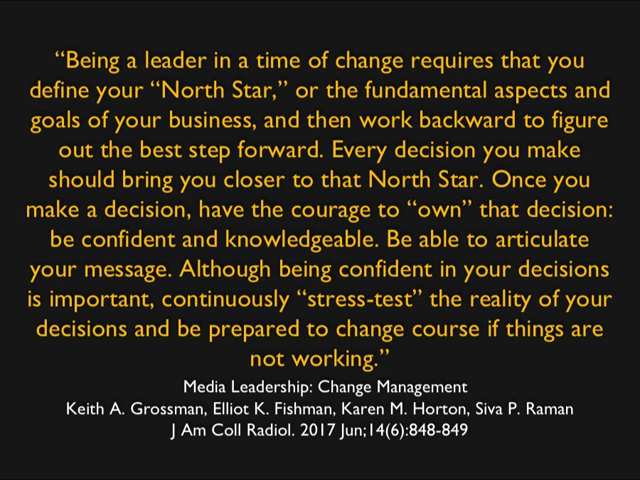 “Being a leader in a time of change requires that you
define your “North Star,” or the fundamental aspects and
goals of your business, and then work backward to figure
out the best step forward. Every decision you make
should bring you closer to that North Star. Once you
make a decision, have the courage to “own” that decision:
be confident and knowledgeable. Be able to articulate
your message. Although being confident in your decisions
is important, continuously “stress-test” the reality of your
decisions and be prepared to change course if things are
not working.”
Media Leadership: Change Management
Keith A. Grossman, Elliot K. Fishman, Karen M. Horton, Siva P. Raman
J Am Coll Radiol. 2017 Jun;14(6):848-849